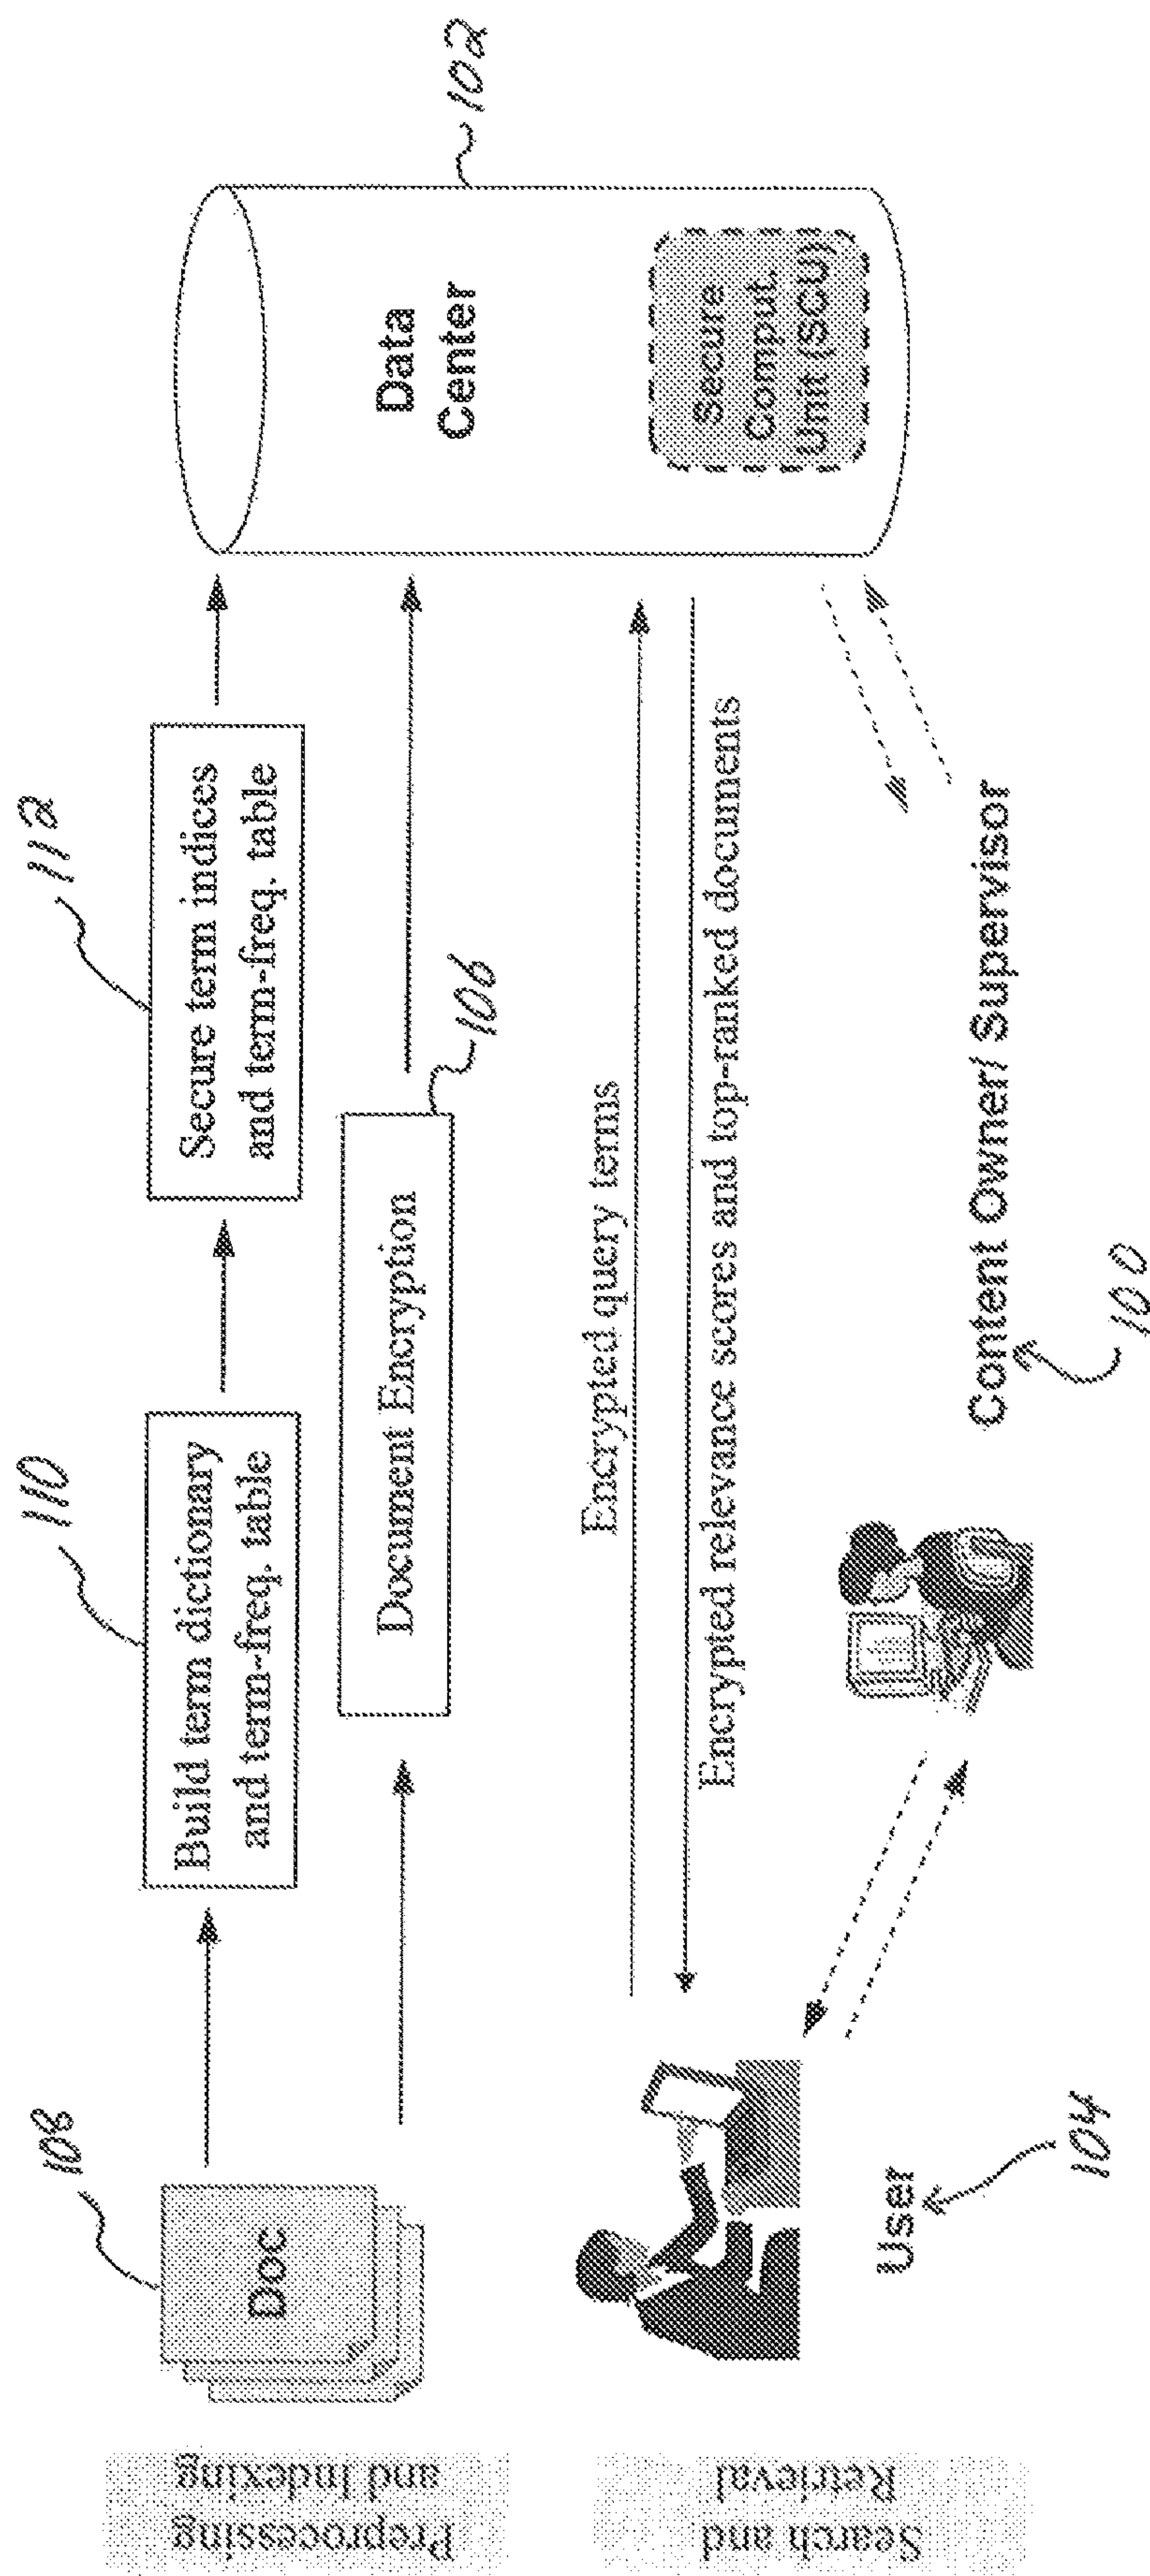 Preprocessing
and Indexing
108
Doc
110
Build term dictionary
and term-freq. table
112
Secure term indices
and term-freq. table
Document Encryption
106
102
Data
Center
Secure
Comput.
Unit (SCU)
Search and
Retrieval
Encrypted query terms
Encrypted relevance scores and top-ranked documents
User
104
Content Owner/ Supervisor
100